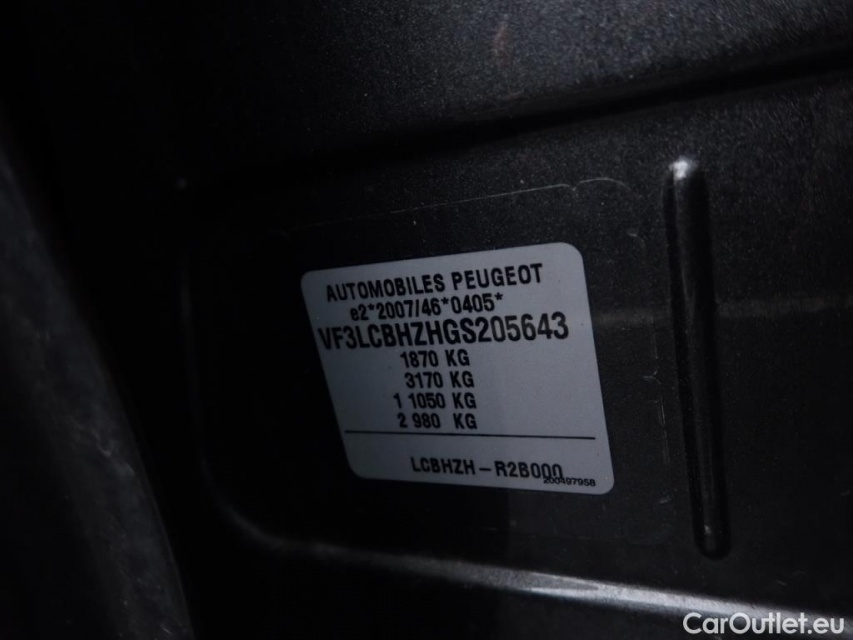 AUTOMOBILES PEUGEOT
e2*2007/46*0405*
VF3LCBHZHGS205643
1870 KG
3170 KG
1 1050 KG
2 980 KG
LCBHZH-R2B000
200497958
CarOutlet.eu